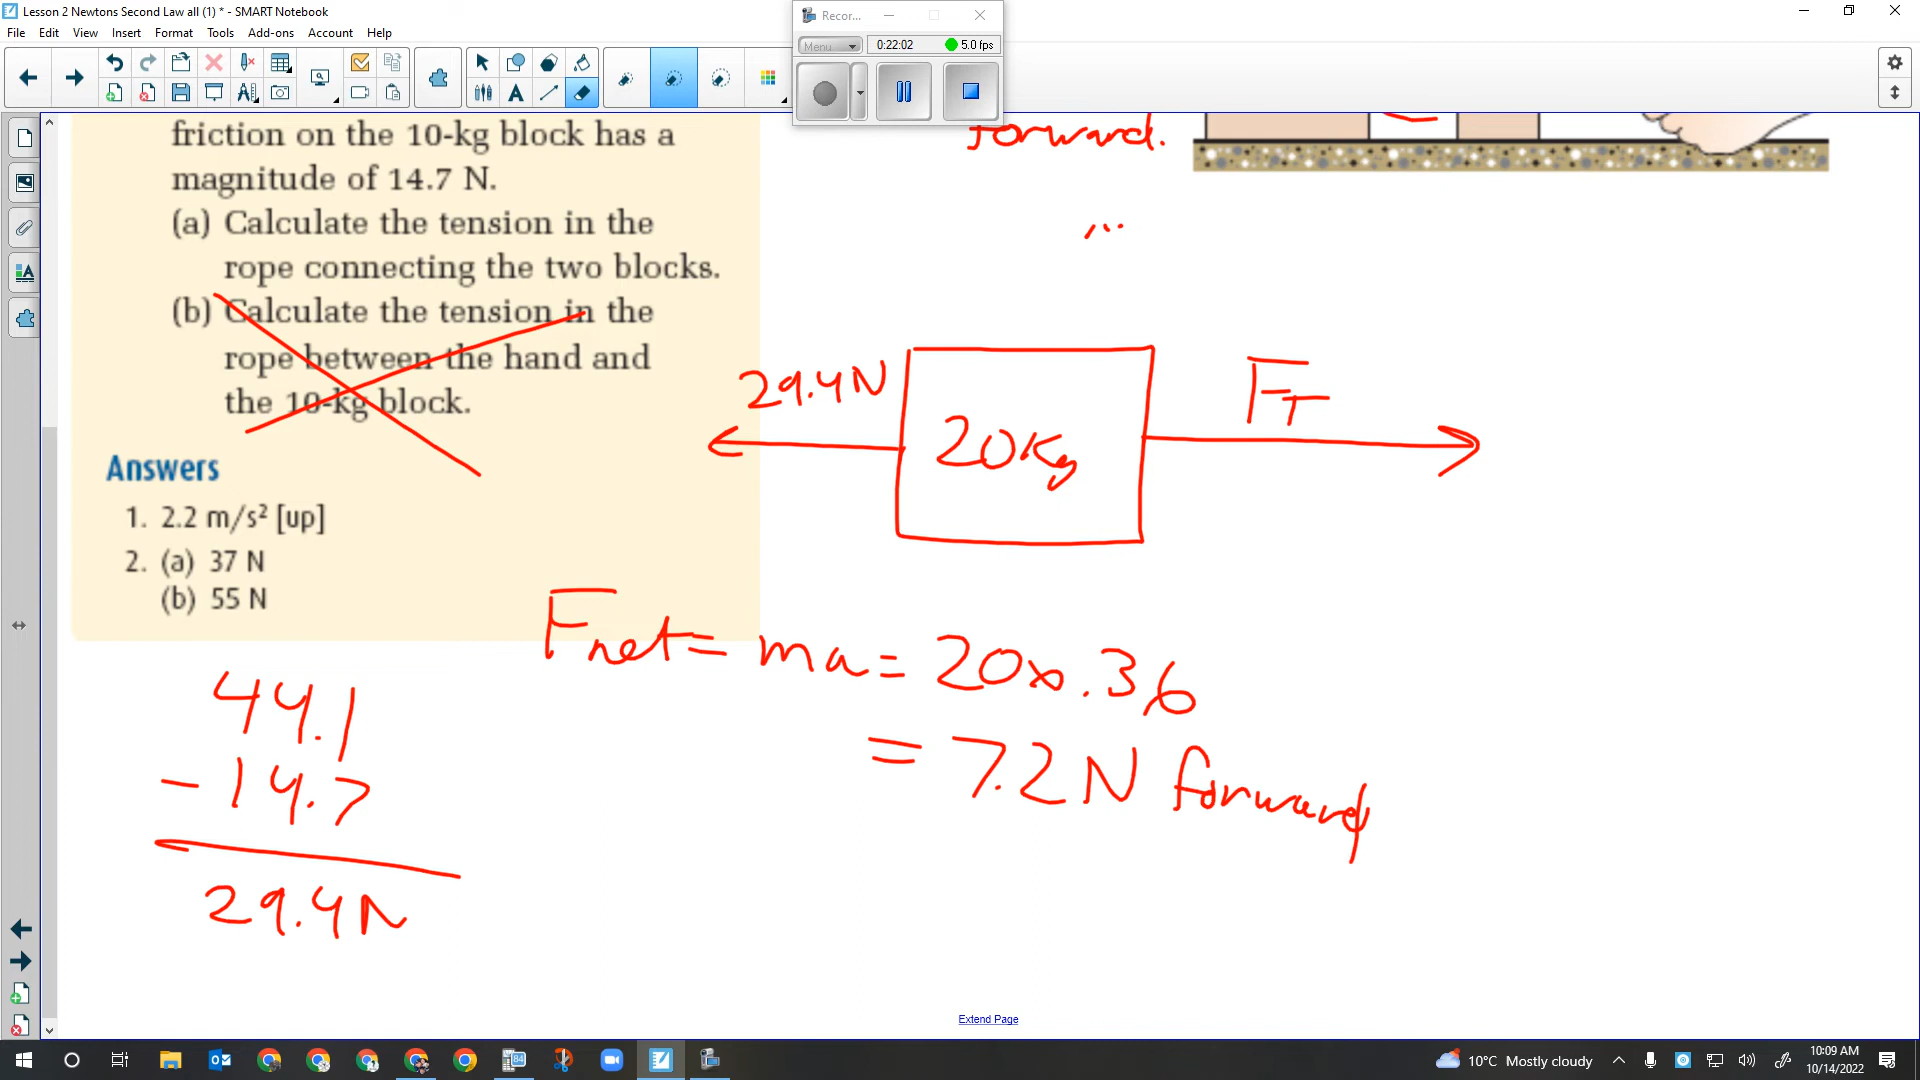 Lesson 2 Newtons Second Law all (1) * - SMART Notebook
File Edit View Insert Format Tools Add-ons Account Help
Recor...
Menu
0:22:02
5.0 fps
friction on the 10-kg block has a
magnitude of 14.7 N.
(a) Calculate the tension in the
rope connecting the two blocks.
(b) Calculate the tension in the
rope between the hand and
the 10-kg block.
Answers
1. 2.2 m/s² [up]
2. (a) 37 N
(b) 55 N
forward.
29.4N
20Kg
FT
Fnet = ma = 20x.36
= 7.2N forward
44.1
- 14.7
29.4N
Extend Page
84
10°C Mostly cloudy
10:09 AM
10/14/2022